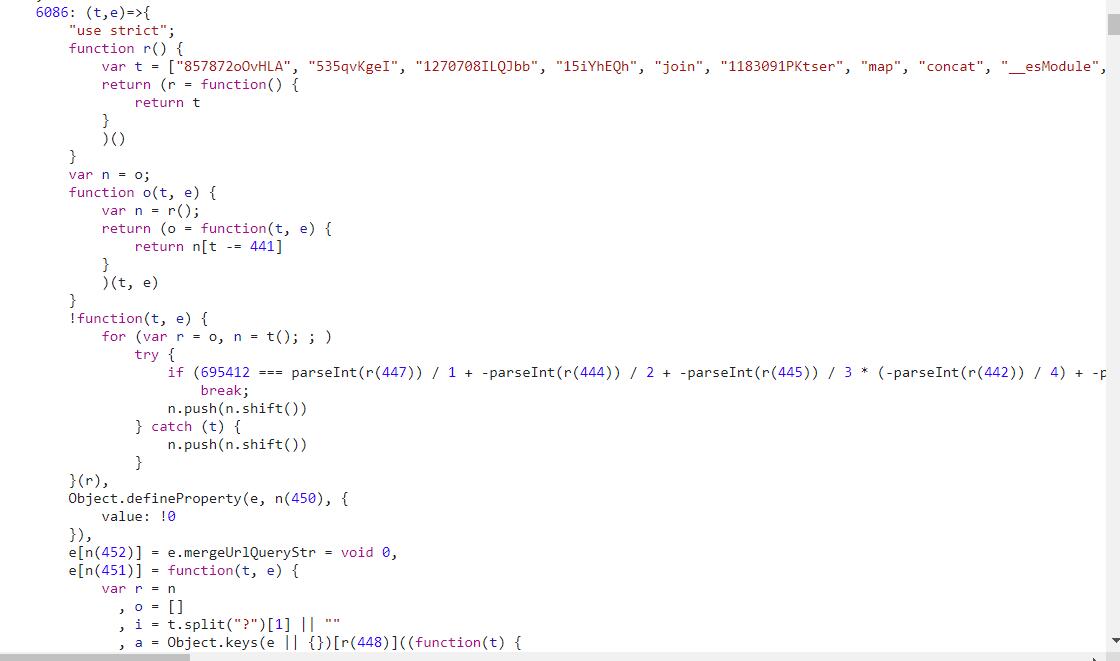 6086: (t,e)=>{
"use strict";
function r() {
var t = ["857872oOvHLA", "535qvKgeI", "1270708ILQJbb", "15iYhEQh", "join", "1183091PKtser", "map", "concat", "__esModule",
return (r = function() {
return t
}
)()
}
var n = o;
function o(t, e) {
var n = r();
return (o = function(t, e) {
return n[t -= 441]
}
)(t, e)
}
!function(t, e) {
for (var r = o, n = t(); ; )
try {
if (695412 === parseInt(r(447)) / 1 + -parseInt(r(444)) / 2 + -parseInt(r(445)) / 3 * (-parseInt(r(442)) / 4) + -p
break;
n.push(n.shift())
} catch (t) {
n.push(n.shift())
}
}(r),
Object.defineProperty(e, n(450), {
value: !0
}),
e[n(452)] = e.mergeUrlQueryStr = void 0,
e[n(451)] = function(t, e) {
var r = n
, o = []
, i = t.split("?")[1] || ""
, a = Object.keys(e || {})[r(448)]((function(t) {